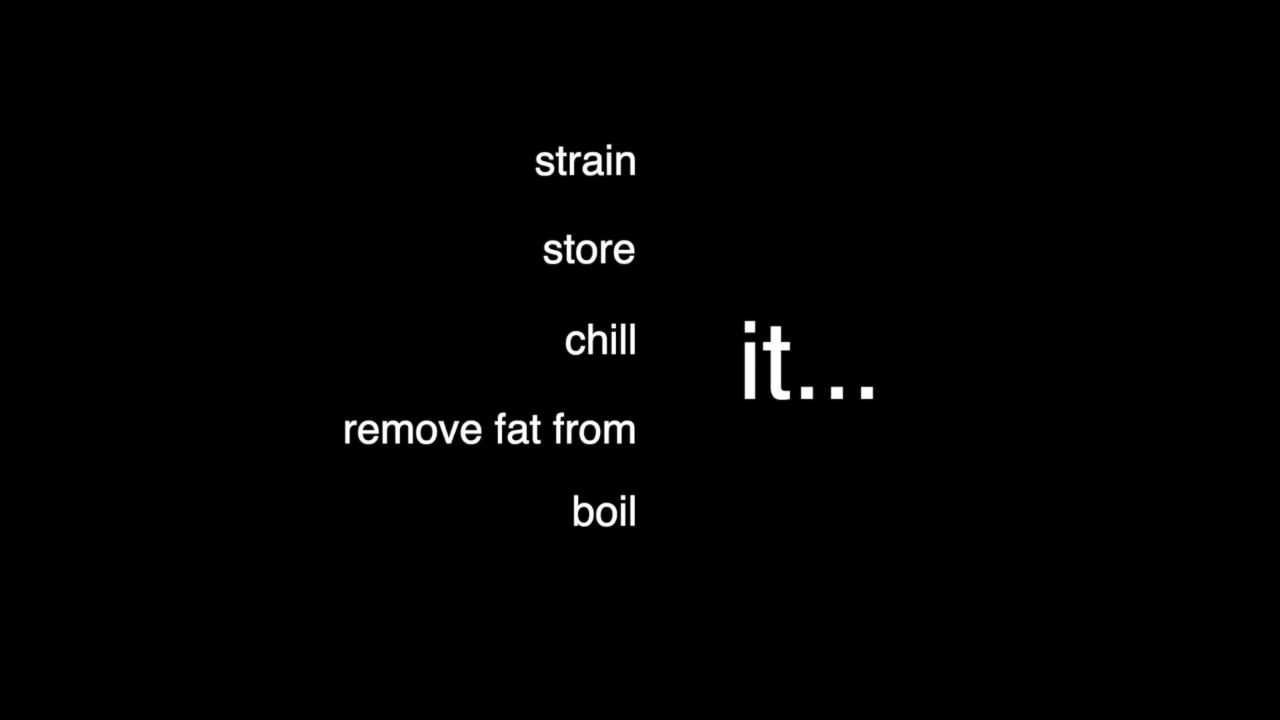 strain
store
chill
it...
remove fat from
boil